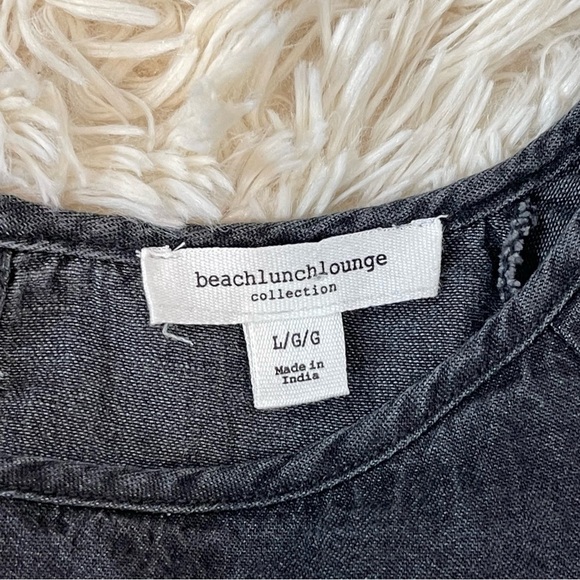 beachlunchlounge
collection
L/G/G
Made in
India